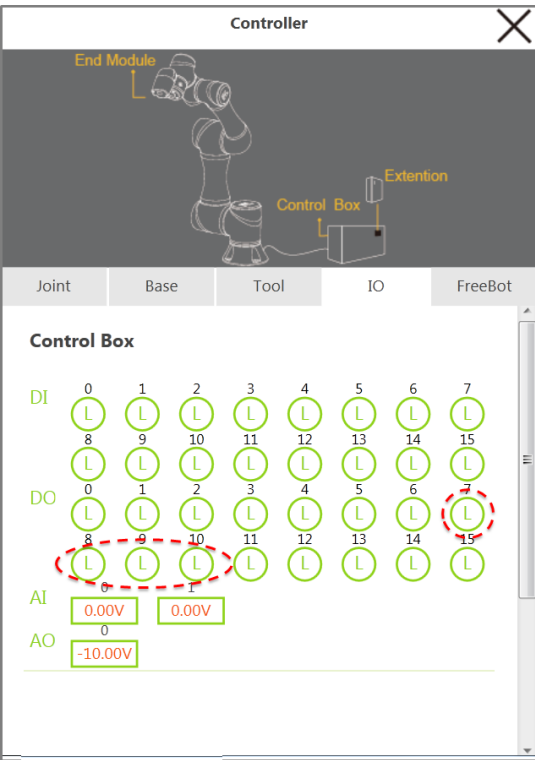 Controller
End Module
Extention
Control Box
Joint Base Tool IO FreeBot
Control Box
0 1 2 3 4 5 6 7
DI L L L L L L L L
8 9 10 11 12 13 14 15
L L L L L L L L
0 1 2 3 4 5 6 7
DO L L L L L L L L
8 9 10 11 12 13 14 15
L L L L L L L L
0 1
AI 0.00V 0.00V
0
AO -10.00V